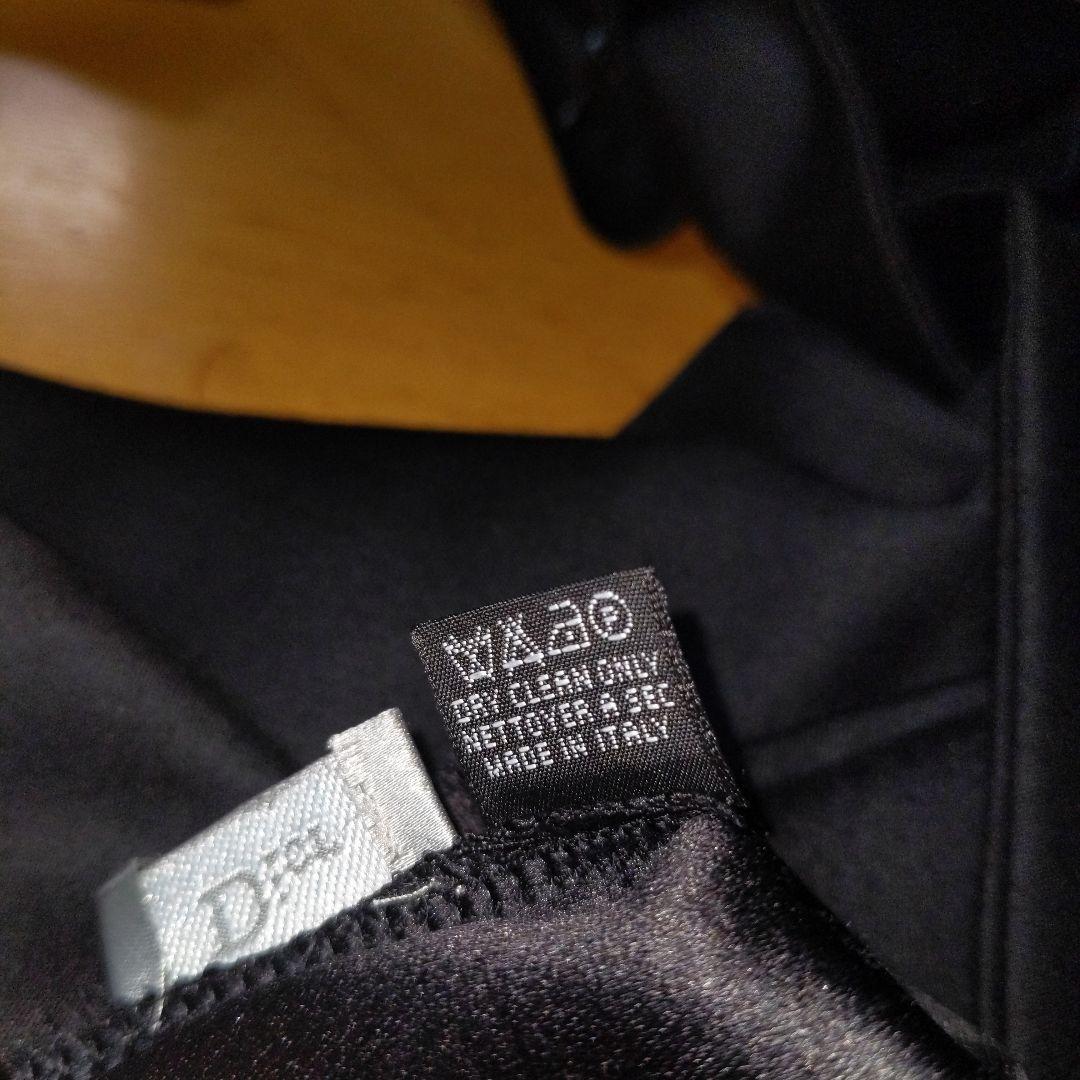 DRY CLEAN ONLY
NETTOYER A SEC
MADE IN ITALY
Dior